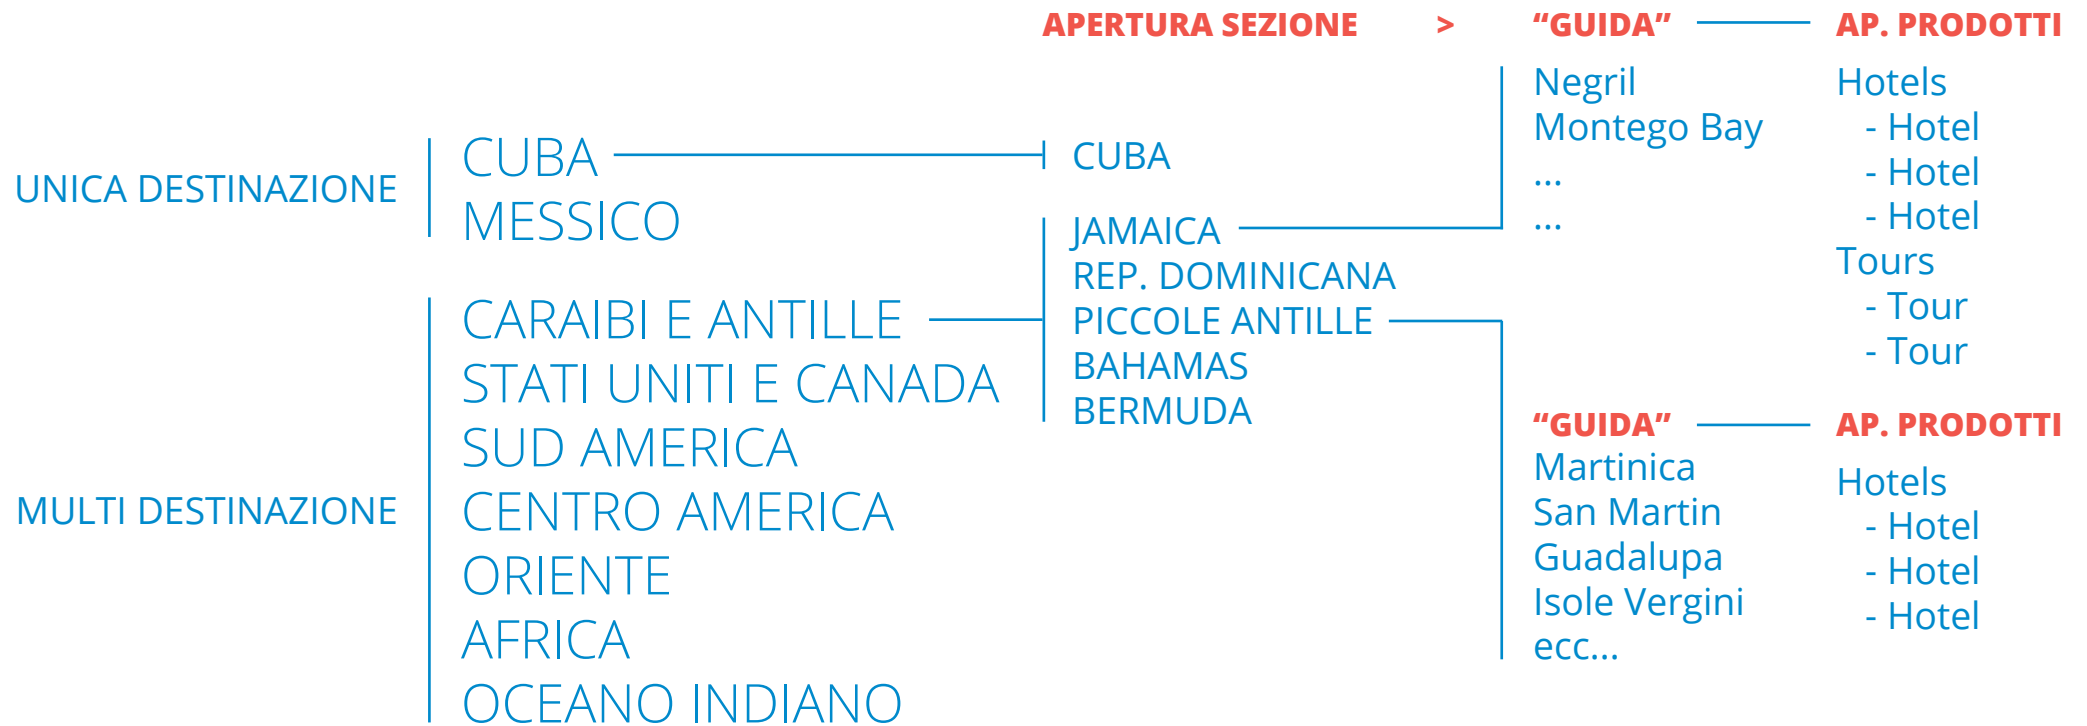 APERTURA SEZIONE > “GUIDA” AP. PRODOTTI
UNICA DESTINAZIONE
CUBA
MESSICO
MULTI DESTINAZIONE
CARAIBI E ANTILLE
STATI UNITI E CANADA
SUD AMERICA
CENTRO AMERICA
ORIENTE
AFRICA
OCEANO INDIANO
CUBA
JAMAICA
REP. DOMINICANA
PICCOLE ANTILLE
BAHAMAS
BERMUDA
Negril
Montego Bay
...
...
Hotels
- Hotel
- Hotel
- Hotel
Tours
- Tour
- Tour
“GUIDA” AP. PRODOTTI
Martinica
San Martin
Guadalupa
Isole Vergini
ecc...
Hotels
- Hotel
- Hotel
- Hotel